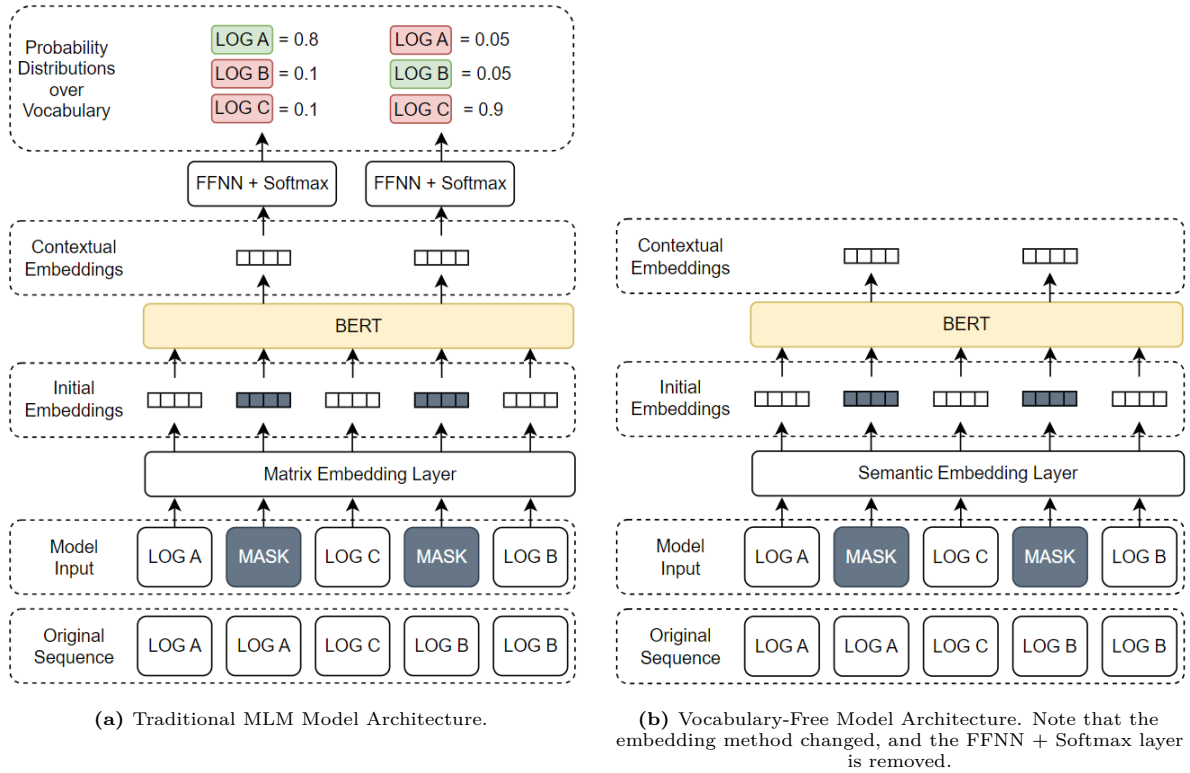 Probability
Distributions
over
Vocabulary
LOG A = 0.8
LOG B = 0.1
LOG C = 0.1
LOG A = 0.05
LOG B = 0.05
LOG C = 0.9
FFNN + Softmax
FFNN + Softmax
Contextual
Embeddings
BERT
Initial
Embeddings
Matrix Embedding Layer
Model
Input
LOG A MASK LOG C MASK LOG B
Original
Sequence
LOG A LOG A LOG C LOG B LOG B
(a) Traditional MLM Model Architecture.
Contextual
Embeddings
BERT
Initial
Embeddings
Semantic Embedding Layer
Model
Input
LOG A MASK LOG C MASK LOG B
Original
Sequence
LOG A LOG A LOG C LOG B LOG B
(b) Vocabulary-Free Model Architecture. Note that the
embedding method changed, and the FFNN + Softmax layer
is removed.